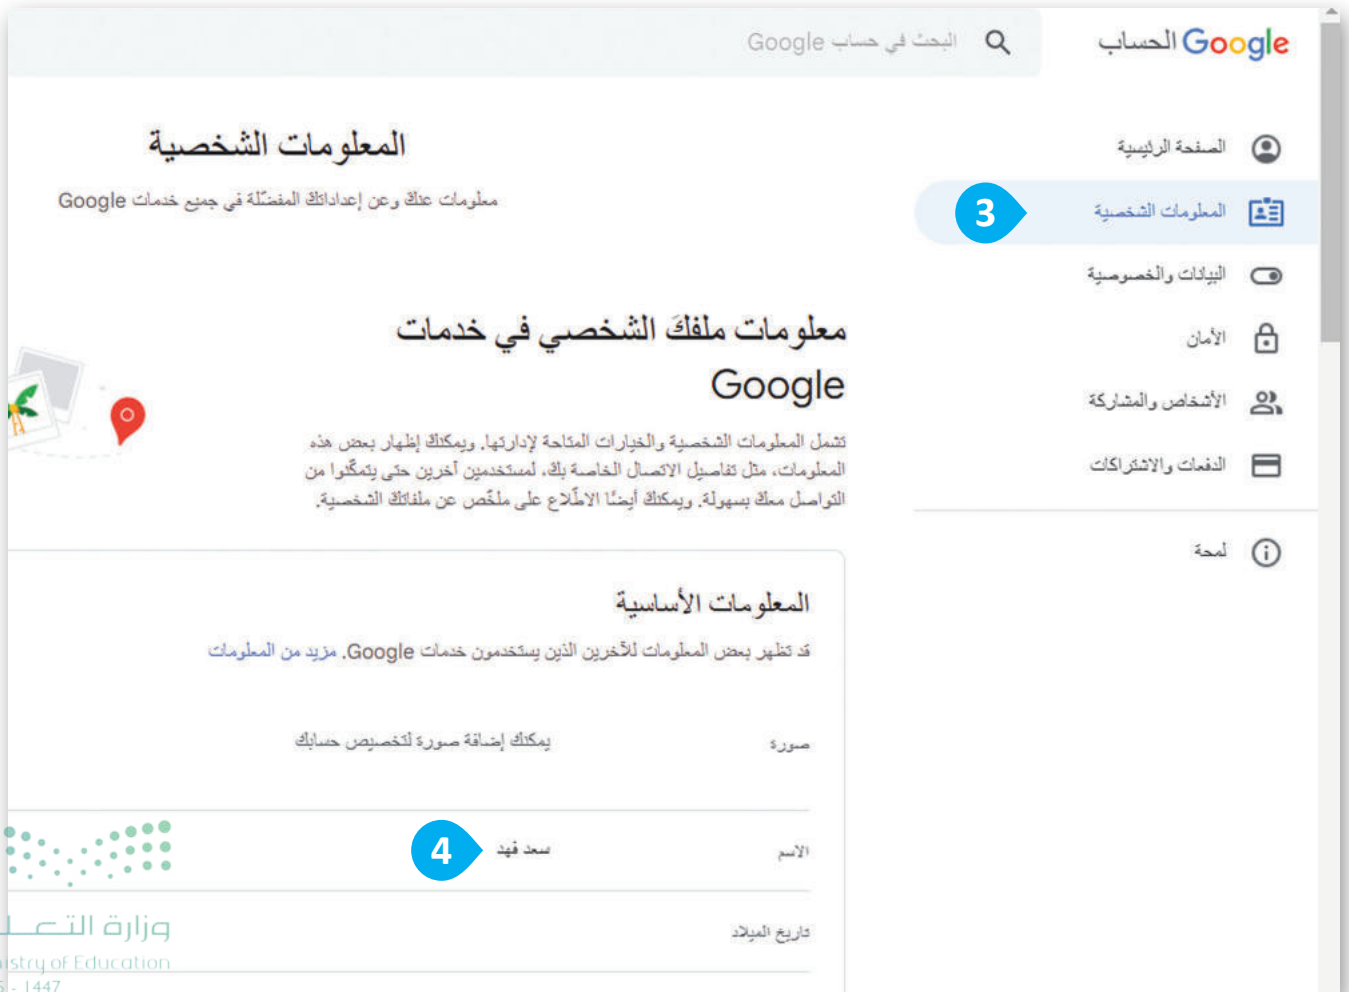 الحساب Google
البحث في حساب Google
الصفحة الرئيسية
المعلومات الشخصية
3
البيانات والخصوصية
الأمان
الأشخاص والمشاركة
الدفعات والاشتراكات
لمحة
المعلومات الشخصية
معلومات عنك وعن إعداداتك المفضّلة في جميع خدمات Google
معلومات ملفكَ الشخصي في خدمات
Google
تشمل المعلومات الشخصية والخيارات المتاحة لإدارتها. ويمكنك إظهار بعض هذه
المعلومات، مثل تفاصيل الاتصال الخاصة بك، لمستخدمين آخرين حتى يتمكّنوا من
التواصل معك بسهولة. ويمكنك أيضًا الاطّلاع على ملخّص عن ملفاتك الشخصية.
المعلومات الأساسية
قد تظهر بعض المعلومات للآخرين الذين يستخدمون خدمات Google. مزيد من المعلومات
صورة
يمكنك إضافة صورة لتخصيص حسابك
الاسم
سعد فهد
4
تاريخ الميلاد
وزارة التعـلـ
istry of Education
- 1447